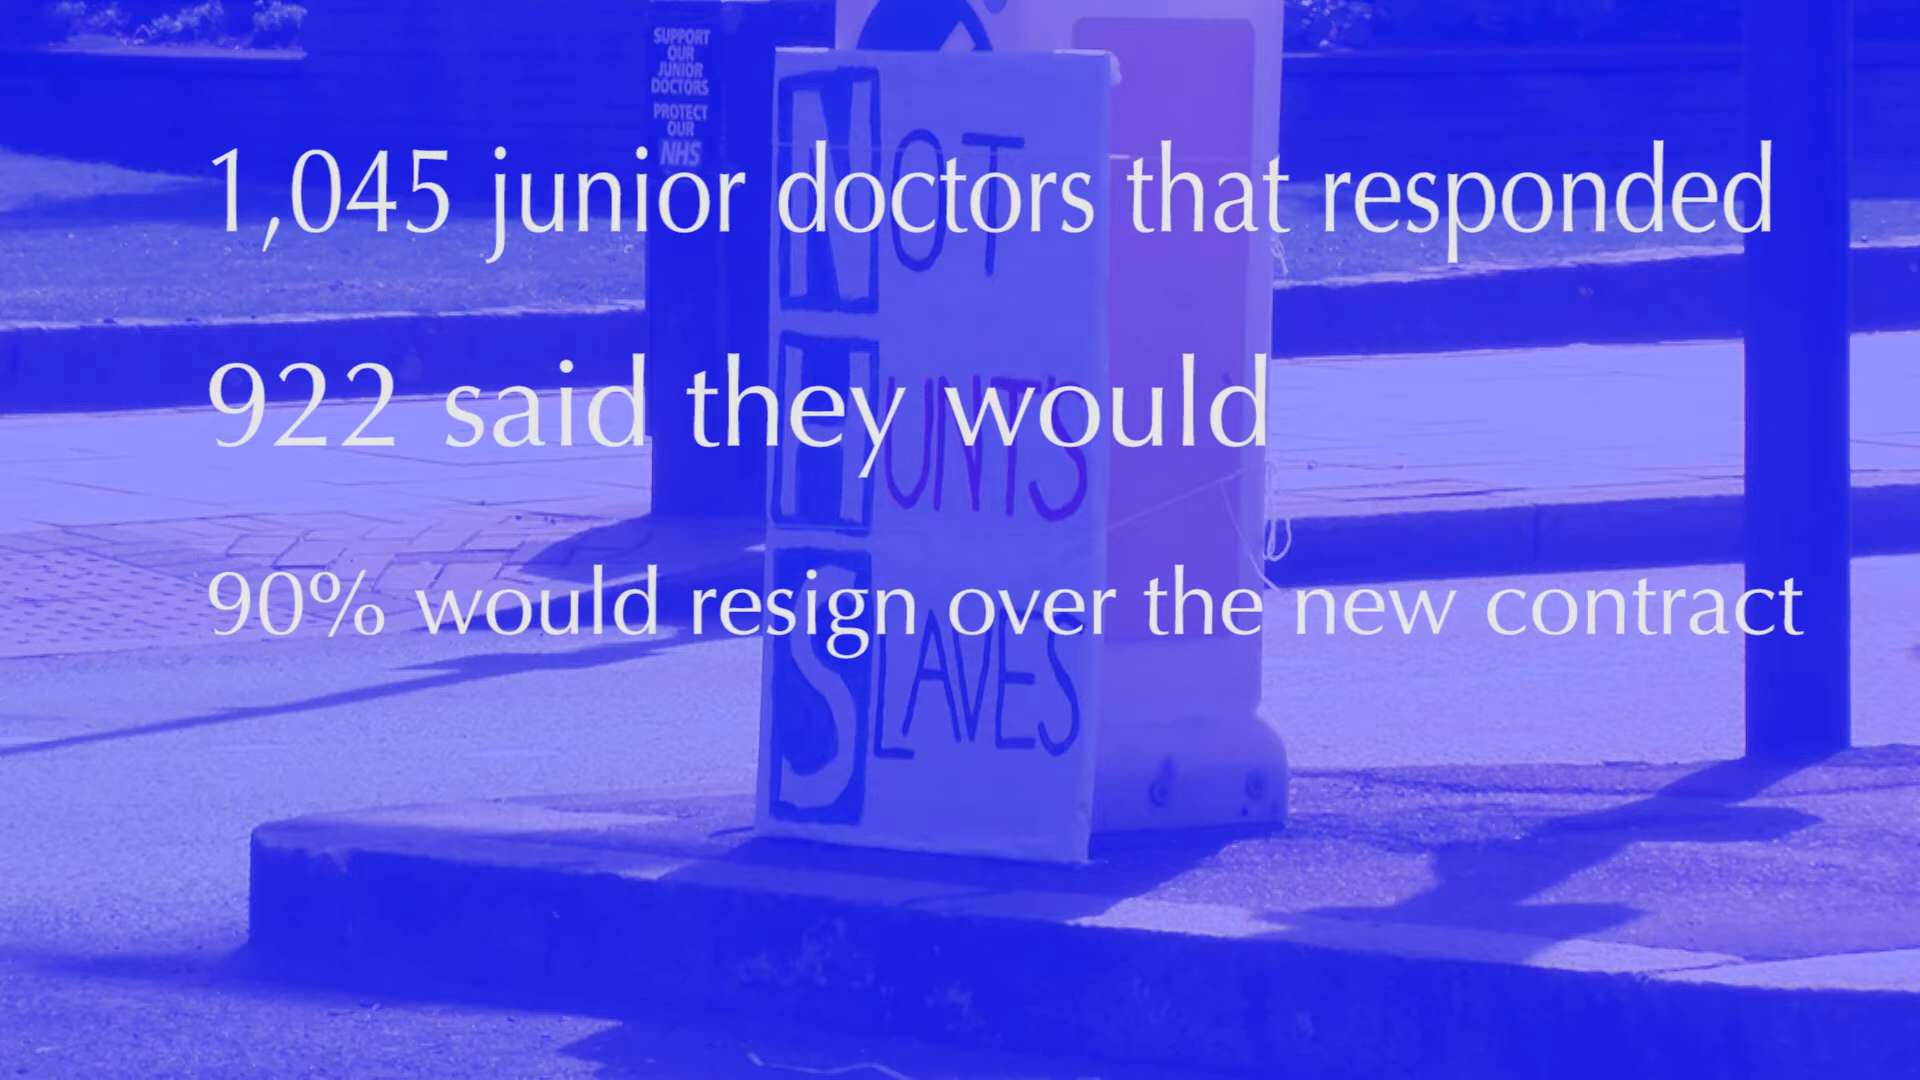 SUPPORT
OUR
JUNIOR
DOCTORS
PROTECT
OUR
NHS
1,045 junior doctors that responded
922 said they would
90% would resign over the new contract
NOT
HUNT'S
SLAVES